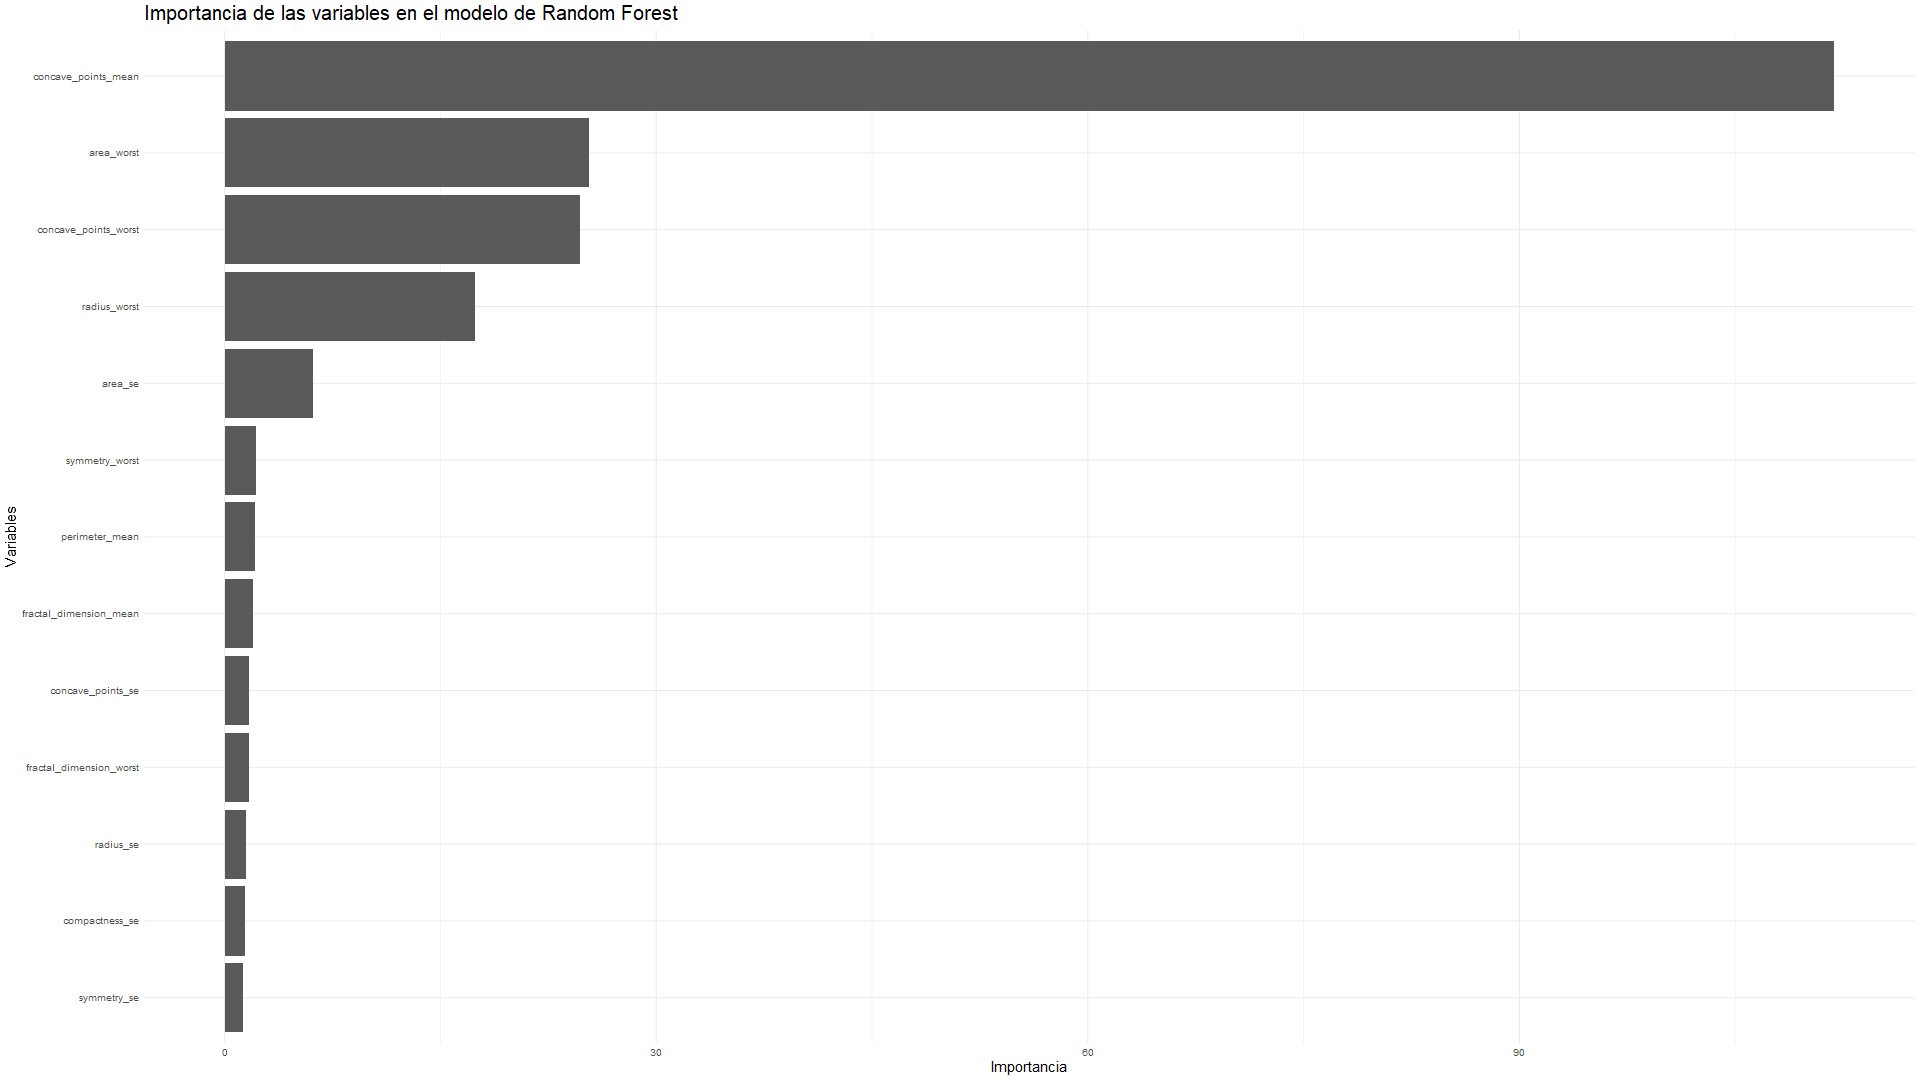 Importancia de las variables en el modelo de Random Forest
concave_points_mean
area_worst
concave_points_worst
radius_worst
area_se
symmetry_worst
perimeter_mean
fractal_dimension_mean
concave_points_se
fractal_dimension_worst
radius_se
compactness_se
symmetry_se
Variables
0 30 60 90
Importancia